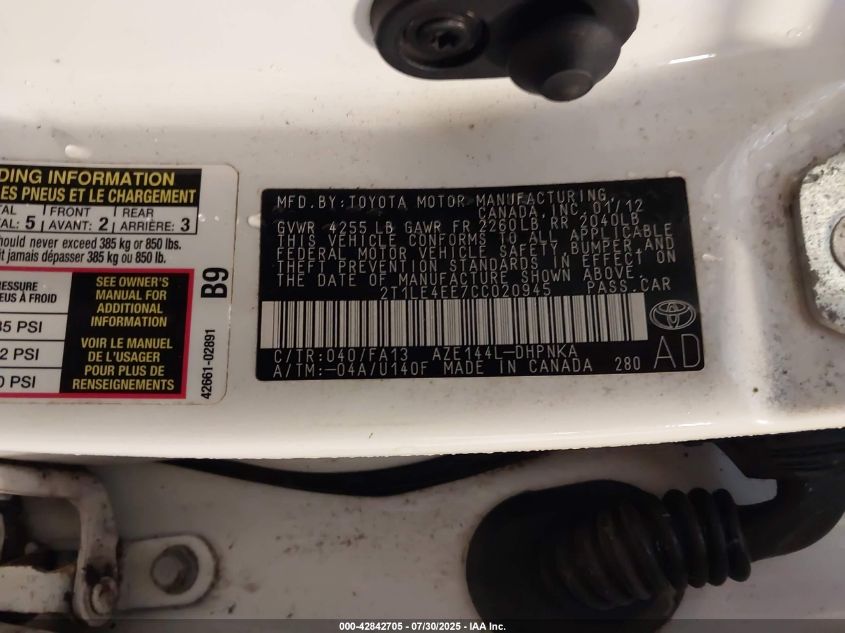 DING INFORMATION
ES PNEUS ET LE CHARGEMENT
AL: 5 FRONT AVANT: 2 REAR ARRIÈRE: 3
hould never exceed 385 kg or 850 lbs.
it jamais dépasser 385 kg ou 850 lb.
RESSURE
EUS À FROID
35 PSI
2 PSI
0 PSI
SEE OWNER'S
MANUAL FOR
ADDITIONAL
INFORMATION
VOIR LE MANUEL
DE L'USAGER
POUR PLUS DE
RENSEIGNEMENTS
42661-02891
B9
MFD. BY: TOYOTA MOTOR MANUFACTURING
CANADA, INC. 01/12
GVWR 4255 LB GAWR FR 2260LB RR 2040LB
THIS VEHICLE CONFORMS TO ALL APPLICABLE
FEDERAL MOTOR VEHICLE SAFETY, BUMPER AND
THEFT PREVENTION STANDARDS IN EFFECT ON
THE DATE OF MANUFACTURE SHOWN ABOVE.
2T1LE4EE7CC020945 PASS.CAR
C/TR: 040/FA13 AZE144L-DHPNKA
A/TM:-04A/U140F MADE IN CANADA 280
AD
000-42842705 - 07/30/2025 - IAA Inc.